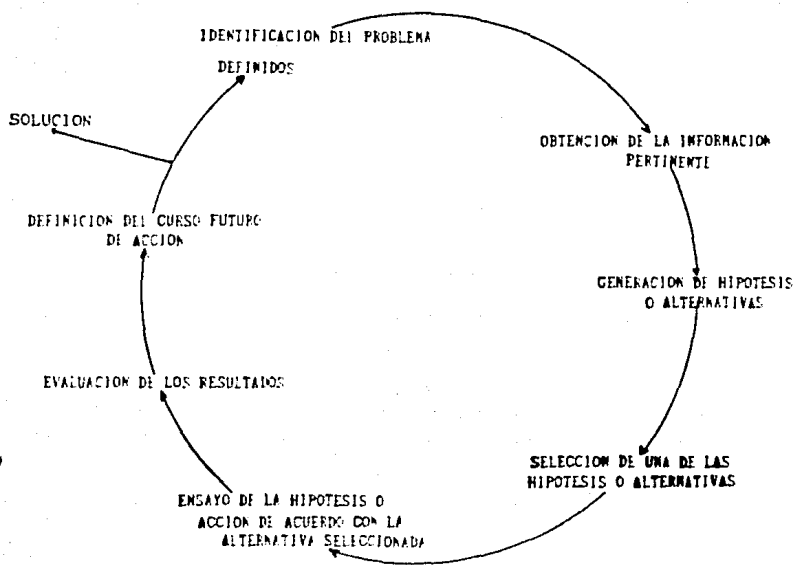 IDENTIFICACION DEL PROBLEMA
DEFINIDOS
OBTENCION DE LA INFORMACION
PERTINENTE
GENERACION DE HIPOTESIS
O ALTERNATIVAS
SELECCION DE UNA DE LAS
HIPOTESIS O ALTERNATIVAS
ENSAYO DE LA HIPOTESIS O
ACCION DE ACUERDO CON LA
ALTERNATIVA SELECCIONADA
EVALUACION DE LOS RESULTADOS
DEFINICION DEL CURSO FUTURO
DE ACCION
SOLUCION